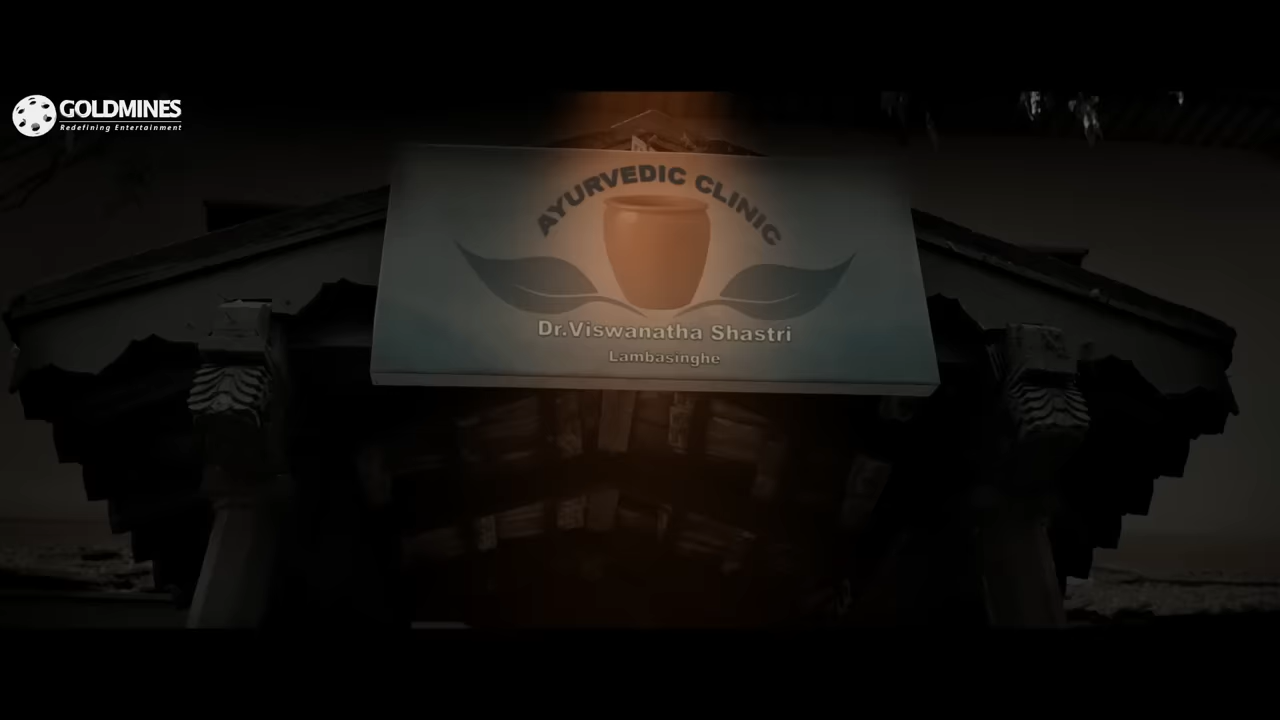 GOLDMINES
Redefining Entertainment
AYURVEDIC CLINIC
Dr.Viswanatha Shastri
Lambasinghe